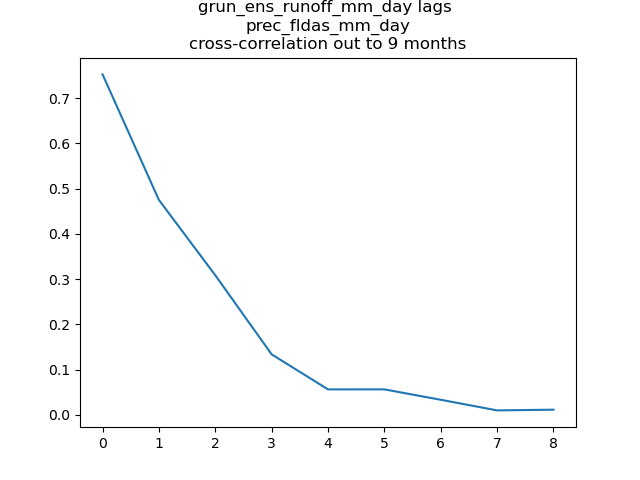 grun_ens_runoff_mm_day lags
prec_fldas_mm_day
cross-correlation out to 9 months
0.7
0.6
0.5
0.4
0.3
0.2
0.1
0.0
0 1 2 3 4 5 6 7 8